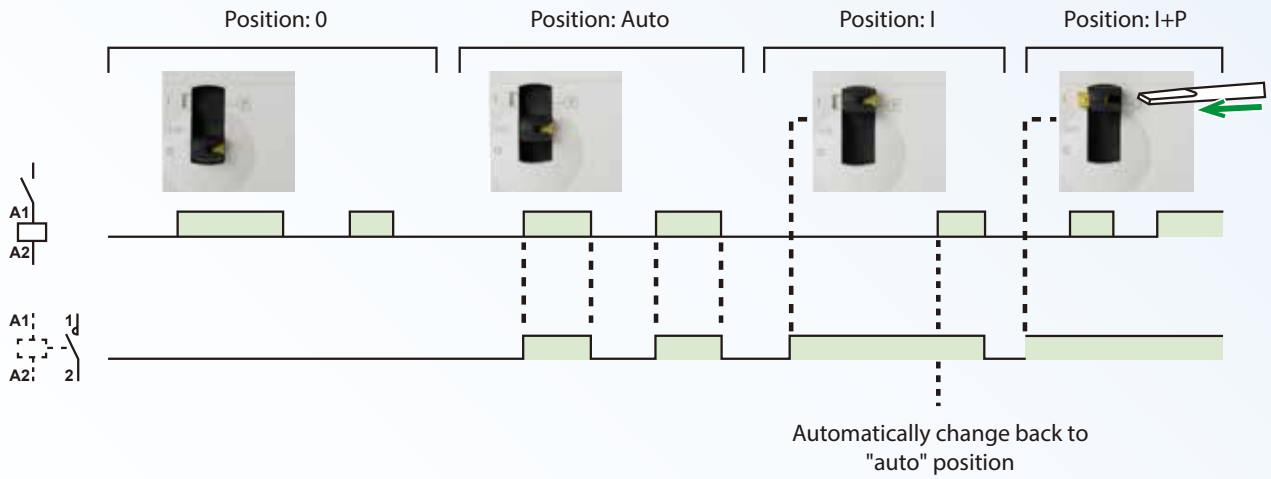 Position: 0
Position: Auto
Position: I
Position: I+P
A1
A2
A1
1
A2
2
Automatically change back to
"auto" position